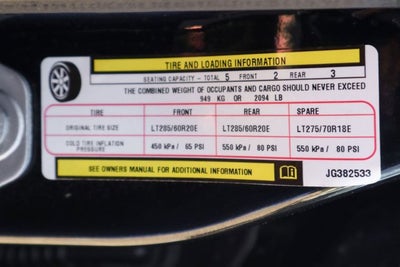 TIRE AND LOADING INFORMATION
SEATING CAPACITY - TOTAL 5 FRONT 2 REAR 3
THE COMBINED WEIGHT OF OCCUPANTS AND CARGO SHOULD NEVER EXCEED
949 KG OR 2094 LB
TIRE FRONT REAR SPARE
ORIGINAL TIRE SIZE LT285/60R20E LT285/60R20E LT275/70R18E
COLD TIRE INFLATION PRESSURE 450 kPa / 65 PSI 550 kPa / 80 PSI 550 kPa / 80 PSI
SEE OWNERS MANUAL FOR ADDITIONAL INFORMATION JG382533